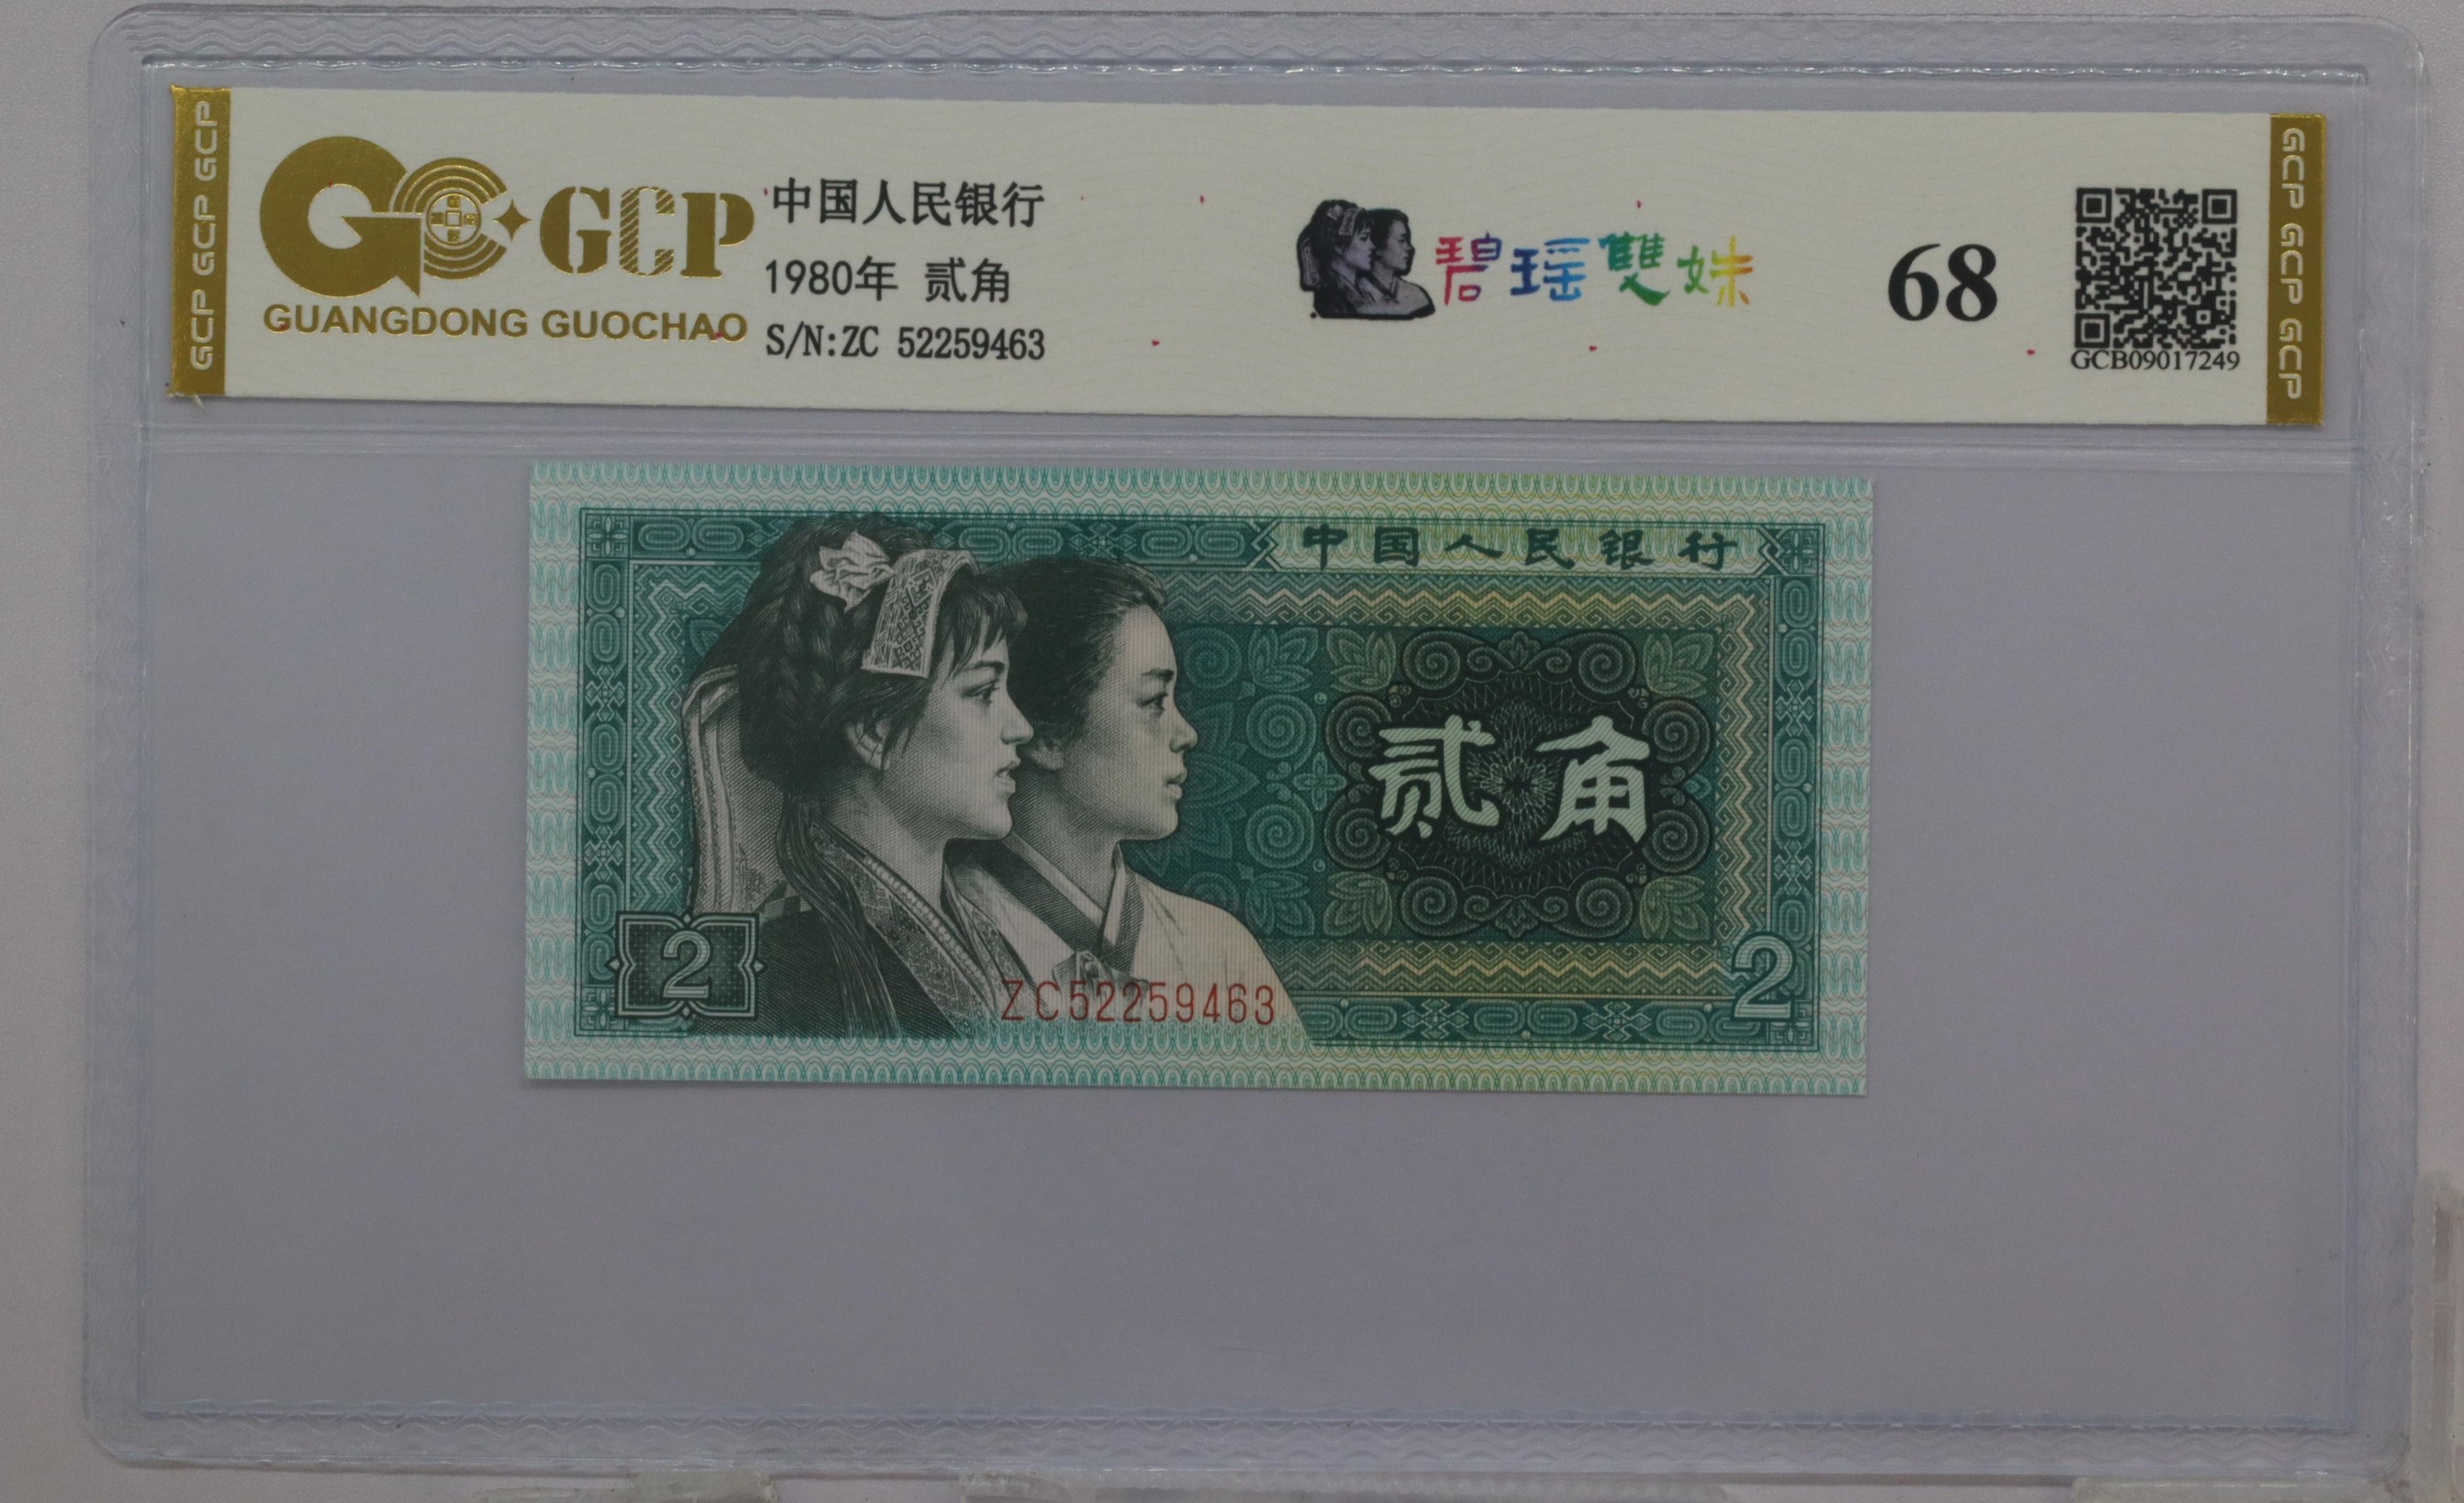 GCP GCP GCP
GCP
GUANGDONG GUOCHAO
中国人民银行
1980年 贰角
S/N:ZC 52259463
碧瑶雙姝
68
GCB09017249
GCP GCP GCP
中国人民银行
贰角
2
ZC52259463
2